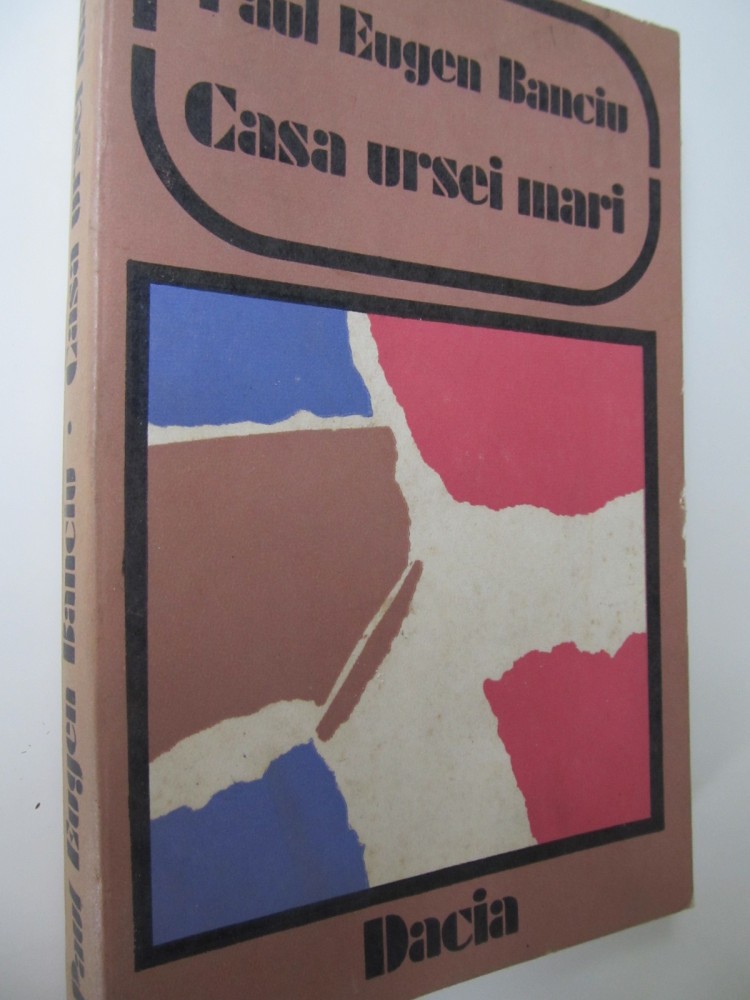 Paul Eugen Banciu
Casa ursei mari
Dacia
Paul Eugen Banciu · Casa ursei mari